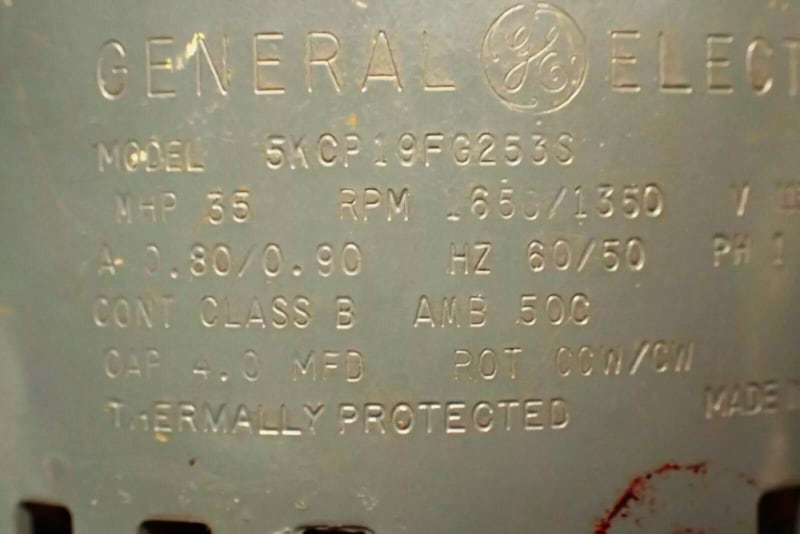 GENERAL GE ELECT
MODEL 5KCP19FG253S
MHP 35 RPM 1650/1350 V
A 0.80/0.90 HZ 60/50 PH 1
CONT CLASS B AMB 50C
CAP 4.0 MFD ROT CCW/CW
THERMALLY PROTECTED MADE